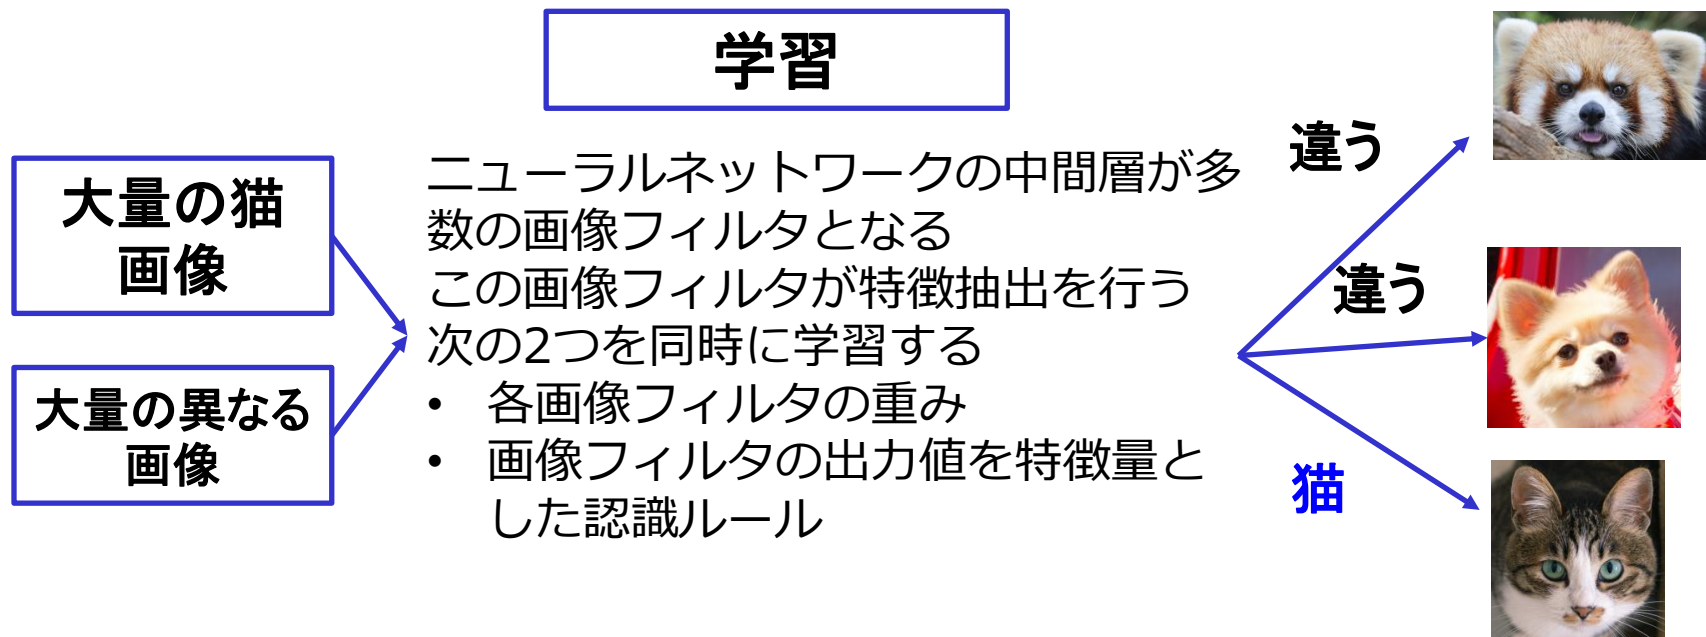 学習
大量の猫
画像
大量の異なる
画像
ニューラルネットワークの中間層が多
数の画像フィルタとなる
この画像フィルタが特徴抽出を行う
次の2つを同時に学習する
• 各画像フィルタの重み
• 画像フィルタの出力値を特徴量と
した認識ルール
違う
違う
猫